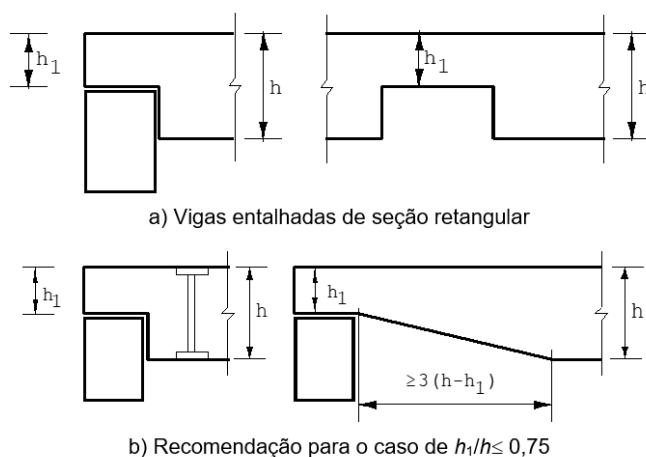 h₁
h
h₁
h
a) Vigas entalhadas de seção retangular
h₁
h
h₁
h
≥3(h-h₁)
b) Recomendação para o caso de h₁/h≤ 0,75